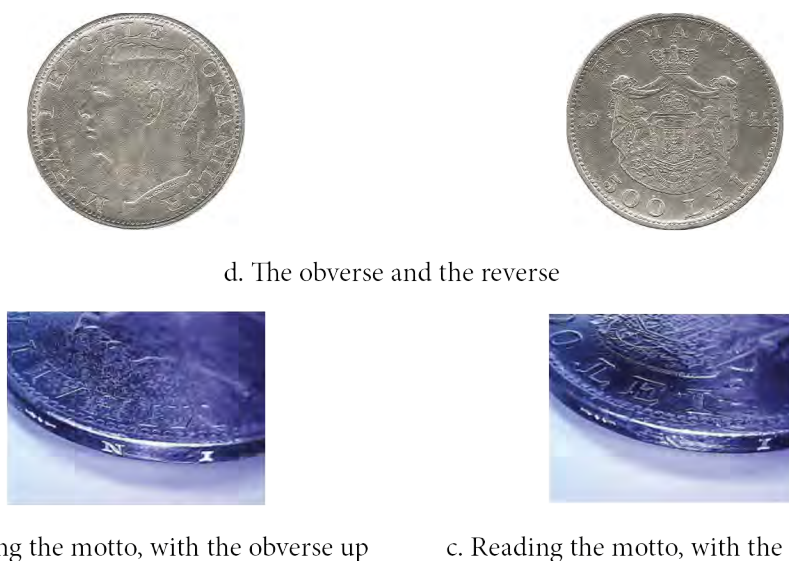 MIHAI REGELE ROMANILOR
ROMANIA
500 LEI
d. The obverse and the reverse
OLEI
N I
I
ng the motto, with the obverse up
c. Reading the motto, with the